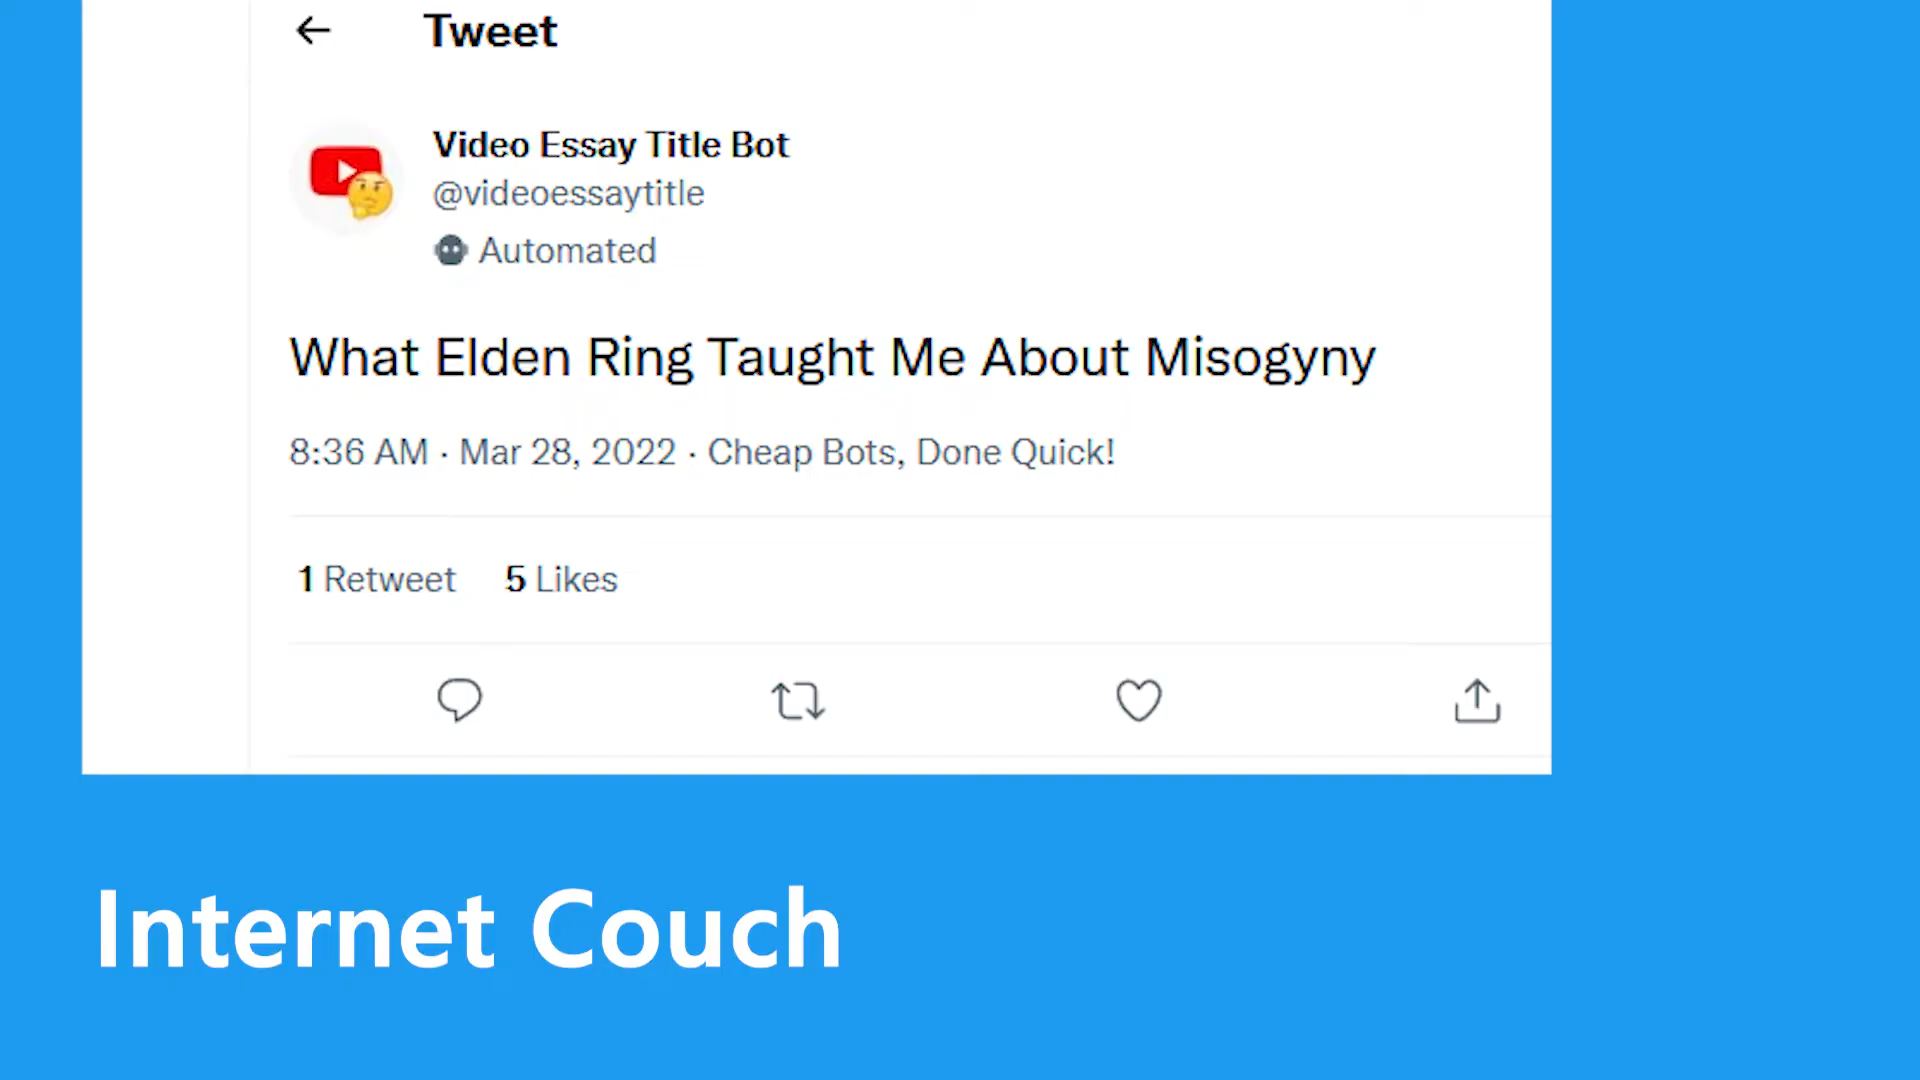 Tweet
Video Essay Title Bot
@videoessaytitle
Automated
What Elden Ring Taught Me About Misogyny
8:36 AM · Mar 28, 2022 · Cheap Bots, Done Quick!
1 Retweet 5 Likes
Internet Couch